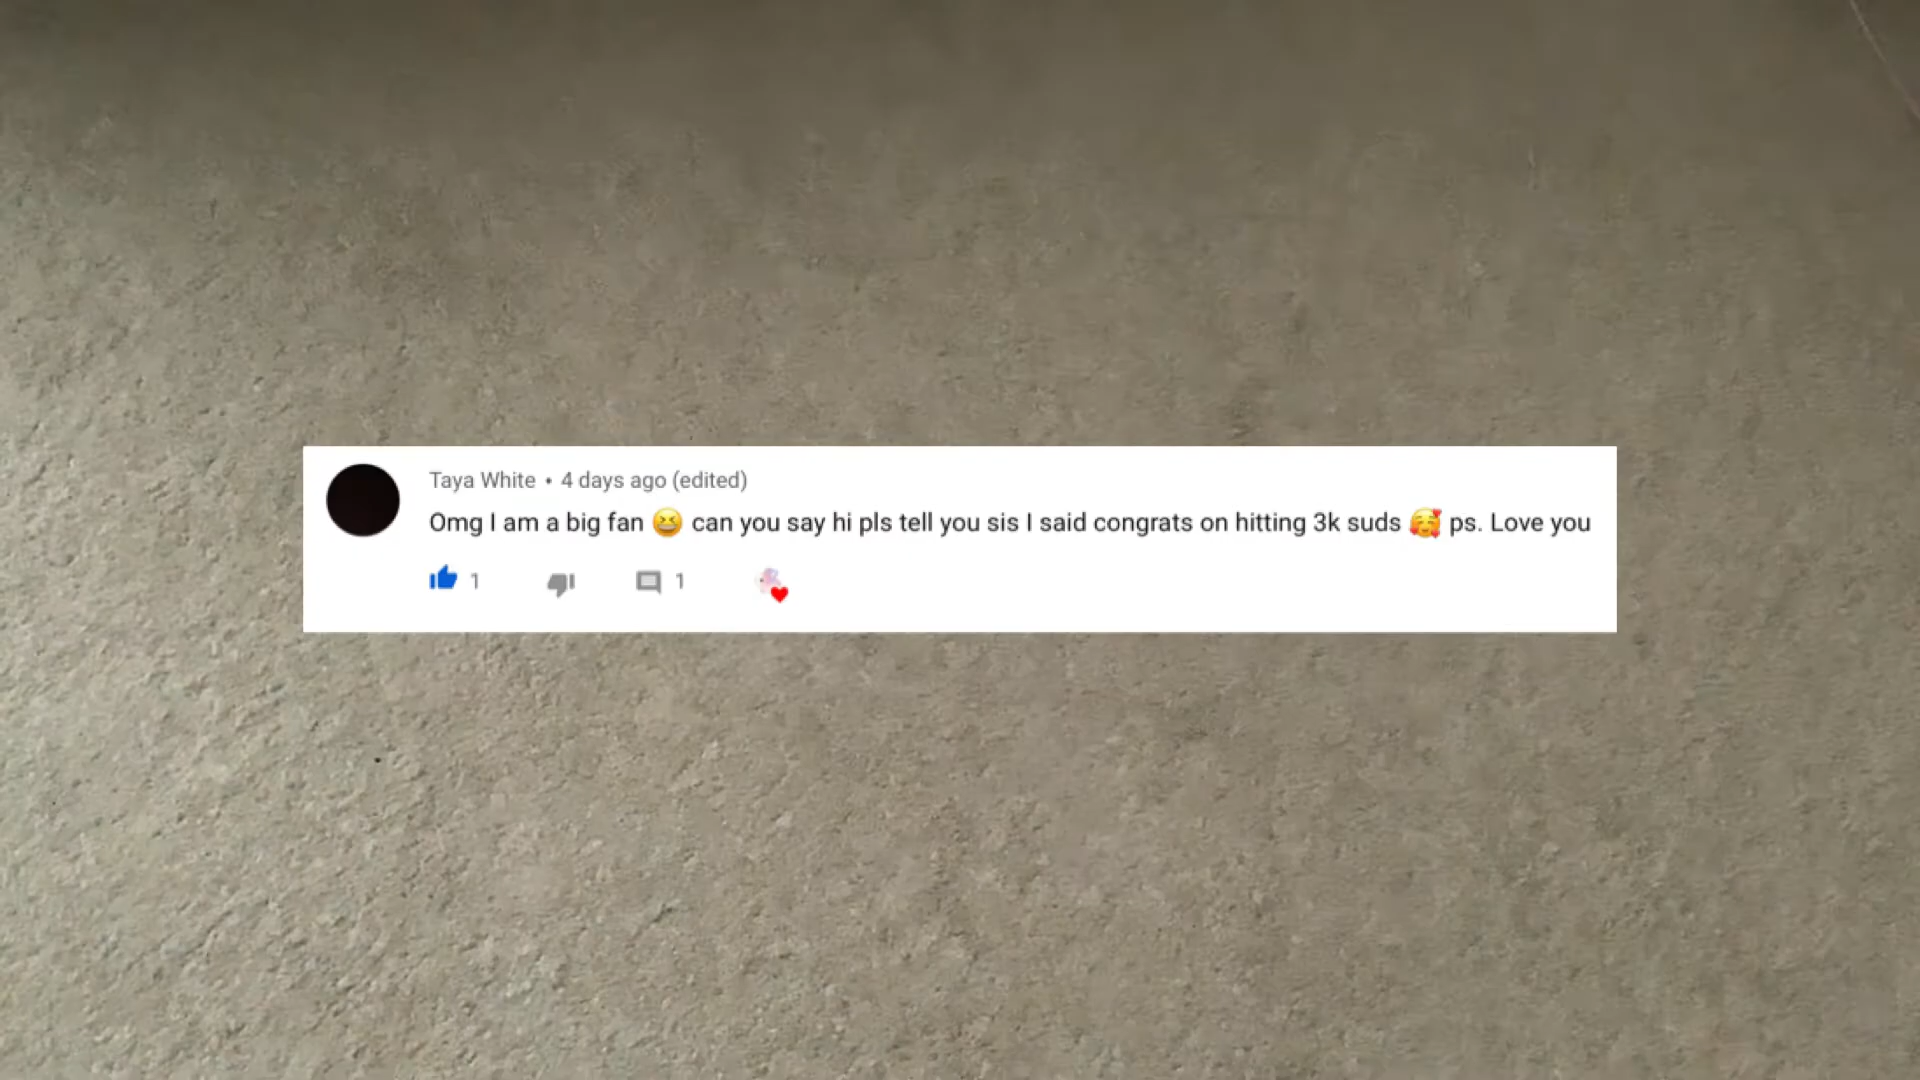 Taya White • 4 days ago (edited)
Omg I am a big fan 😆 can you say hi pls tell you sis I said congrats on hitting 3k suds 🥰 ps. Love you
1 1